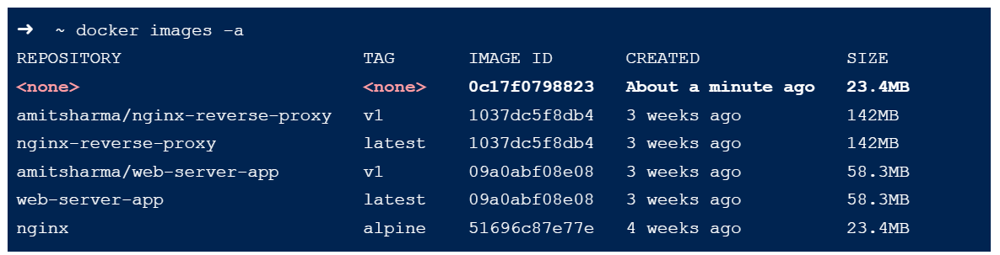 ➜ ~ docker images -a
REPOSITORY TAG IMAGE ID CREATED SIZE
<none> <none> 0c17f0798823 About a minute ago 23.4MB
amitsharma/nginx-reverse-proxy v1 1037dc5f8db4 3 weeks ago 142MB
nginx-reverse-proxy latest 1037dc5f8db4 3 weeks ago 142MB
amitsharma/web-server-app v1 09a0abf08e08 3 weeks ago 58.3MB
web-server-app latest 09a0abf08e08 3 weeks ago 58.3MB
nginx alpine 51696c87e77e 4 weeks ago 23.4MB